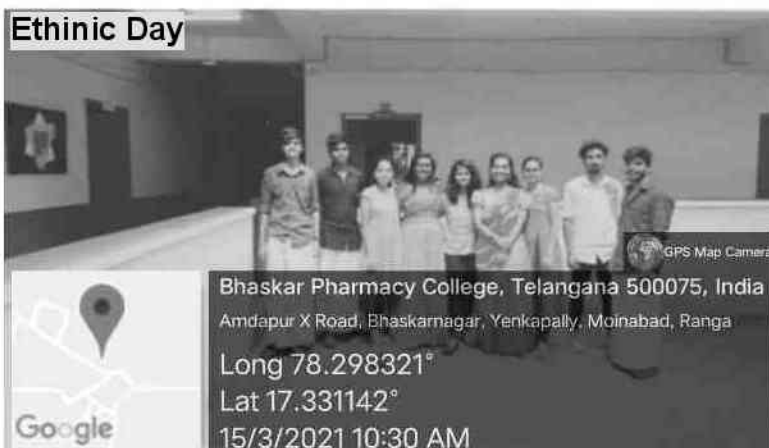 Ethinic Day
GPS Map Camera
Bhaskar Pharmacy College, Telangana 500075, India
Amdapur X Road, Bhaskarnagar, Yenkapally, Moinabad, Ranga
Long 78.298321°
Lat 17.331142°
15/3/2021 10:30 AM
Google